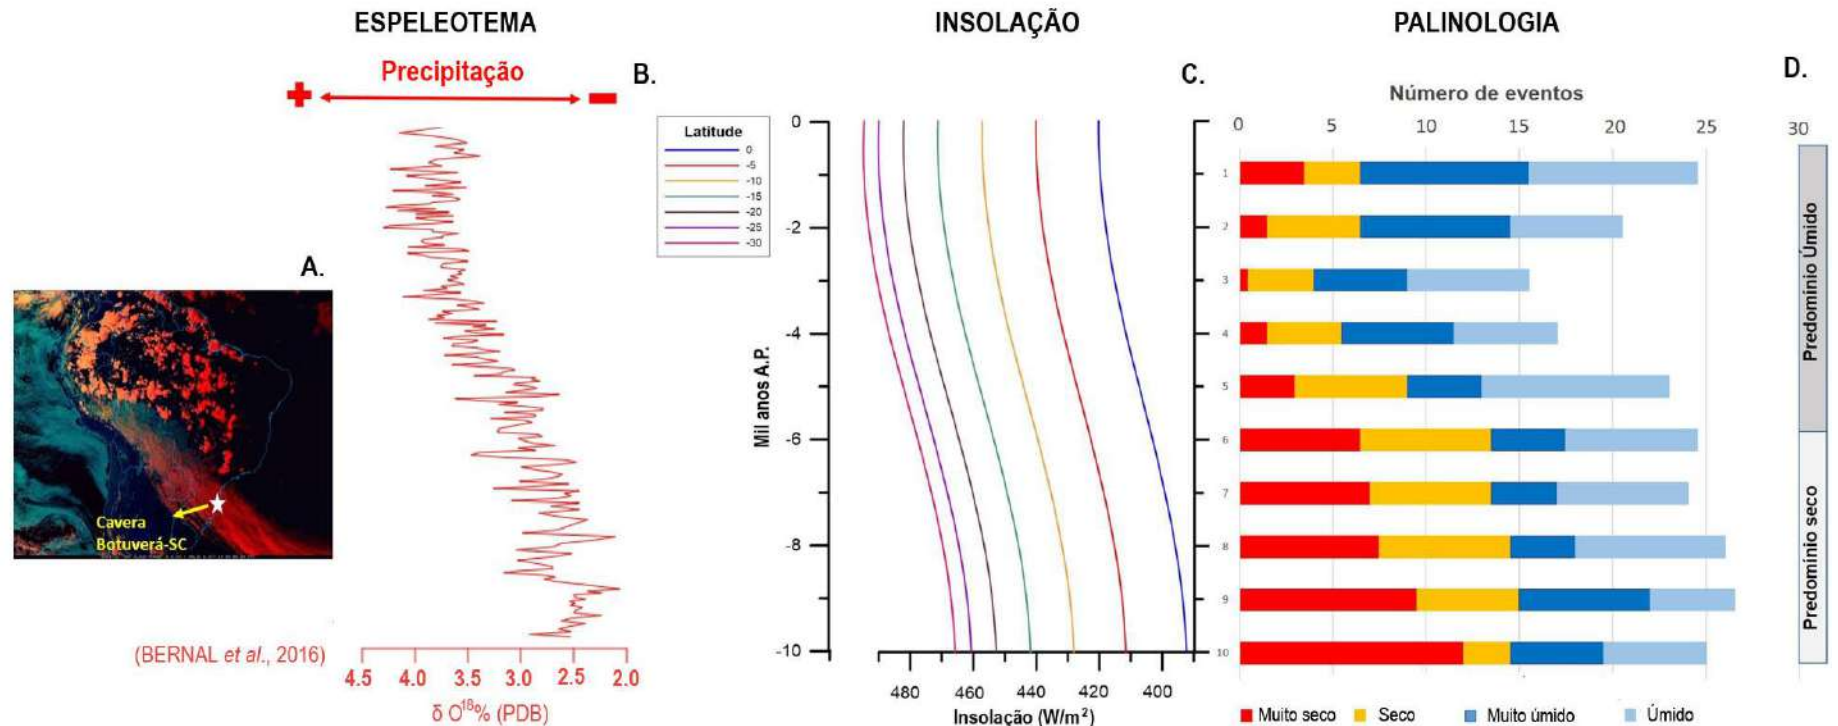 ESPELEOTEMA
INSOLAÇÃO
PALINOLOGIA
Precipitação
+
−
A.
B.
C.
D.
Cavera
Botuverá-SC
(BERNAL et al., 2016)
4.5 4.0 3.5 3.0 2.5 2.0
δ O18% (PDB)
Latitude
0
-5
-10
-15
-20
-25
-30
Mil anos A.P.
0
-2
-4
-6
-8
-10
480 460 440 420 400
Insolação (W/m²)
Número de eventos
0 5 10 15 20 25 30
1
2
3
4
5
6
7
8
9
10
Muito seco Seco Muito úmido Úmido
Predomínio Úmido
Predomínio seco